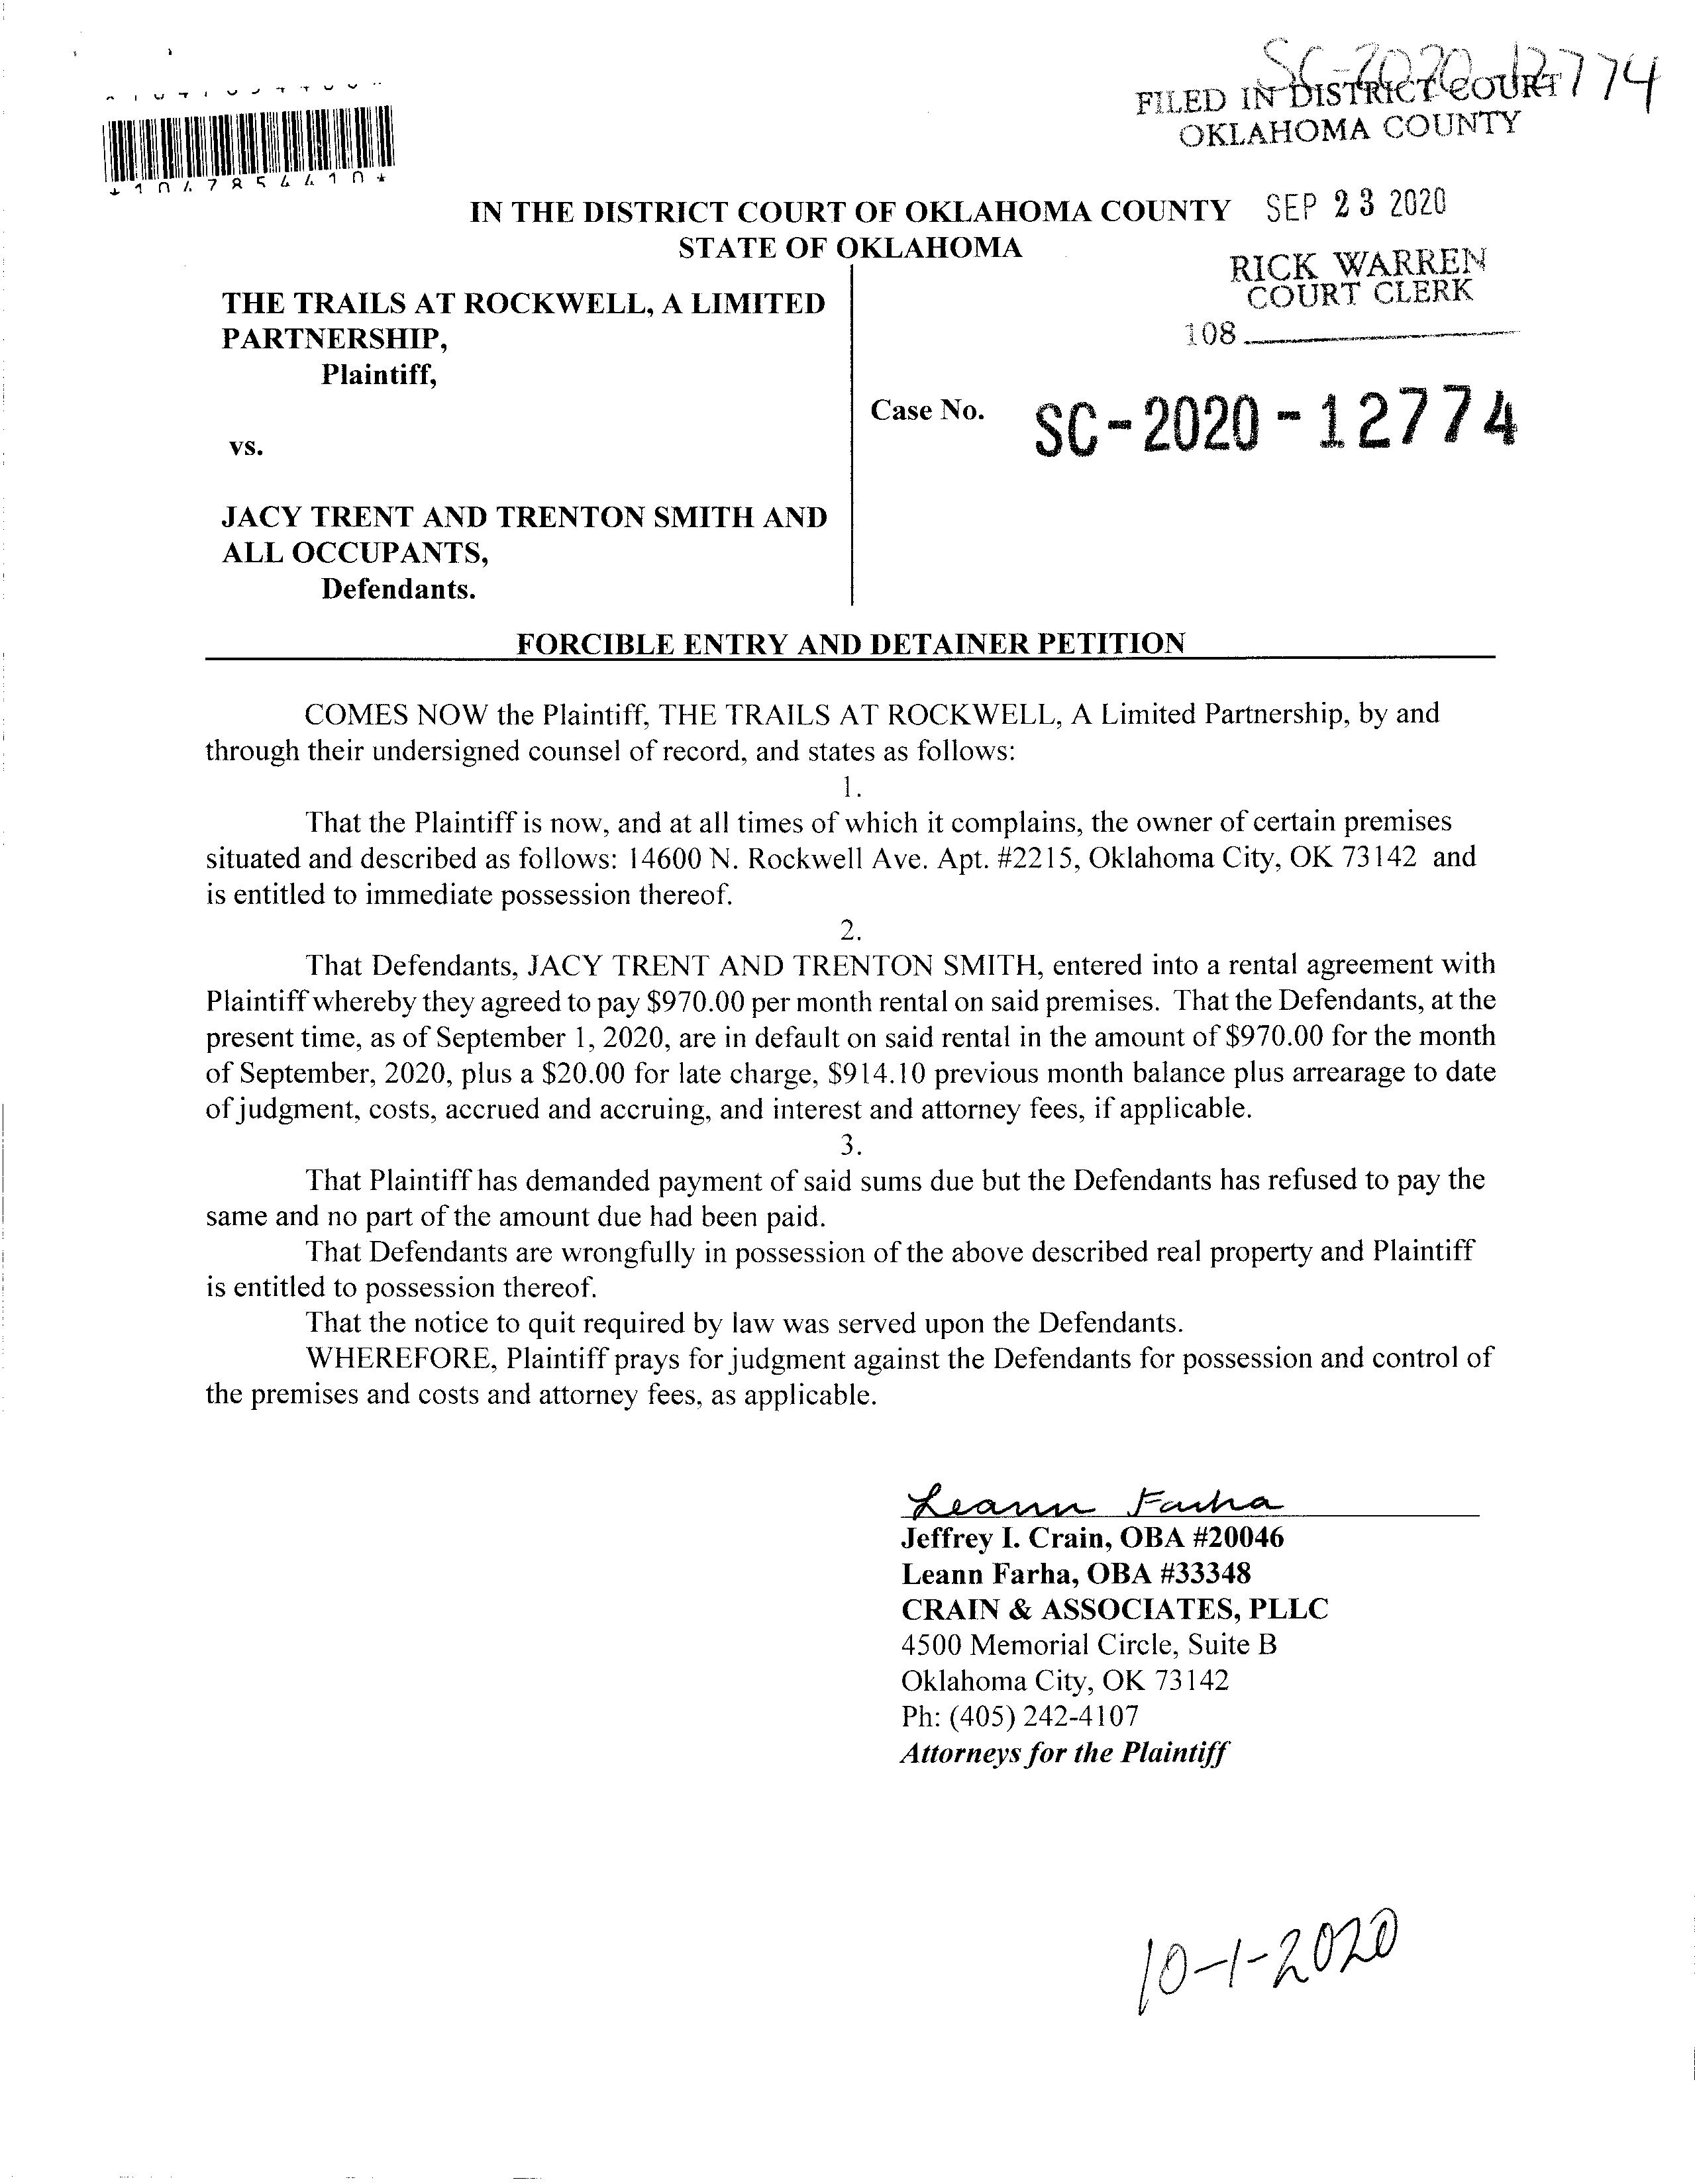 SC-2020-12774
FILED IN DISTRICT COURT
OKLAHOMA COUNTY
*1047854410*
IN THE DISTRICT COURT OF OKLAHOMA COUNTY SEP 23 2020
STATE OF OKLAHOMA
RICK WARREN
COURT CLERK
108
THE TRAILS AT ROCKWELL, A LIMITED
PARTNERSHIP,
Plaintiff,
Case No. SC-2020-12774
vs.
JACY TRENT AND TRENTON SMITH AND
ALL OCCUPANTS,
Defendants.
FORCIBLE ENTRY AND DETAINER PETITION
COMES NOW the Plaintiff, THE TRAILS AT ROCKWELL, A Limited Partnership, by and
through their undersigned counsel of record, and states as follows:
1.
That the Plaintiff is now, and at all times of which it complains, the owner of certain premises
situated and described as follows: 14600 N. Rockwell Ave. Apt. #2215, Oklahoma City, OK 73142 and
is entitled to immediate possession thereof.
2.
That Defendants, JACY TRENT AND TRENTON SMITH, entered into a rental agreement with
Plaintiff whereby they agreed to pay $970.00 per month rental on said premises. That the Defendants, at the
present time, as of September 1, 2020, are in default on said rental in the amount of $970.00 for the month
of September, 2020, plus a $20.00 for late charge, $914.10 previous month balance plus arrearage to date
of judgment, costs, accrued and accruing, and interest and attorney fees, if applicable.
3.
That Plaintiff has demanded payment of said sums due but the Defendants has refused to pay the
same and no part of the amount due had been paid.
That Defendants are wrongfully in possession of the above described real property and Plaintiff
is entitled to possession thereof.
That the notice to quit required by law was served upon the Defendants.
WHEREFORE, Plaintiff prays for judgment against the Defendants for possession and control of
the premises and costs and attorney fees, as applicable.
Leann Farha
Jeffrey I. Crain, OBA #20046
Leann Farha, OBA #33348
CRAIN & ASSOCIATES, PLLC
4500 Memorial Circle, Suite B
Oklahoma City, OK 73142
Ph: (405) 242-4107
Attorneys for the Plaintiff
10-1-2020